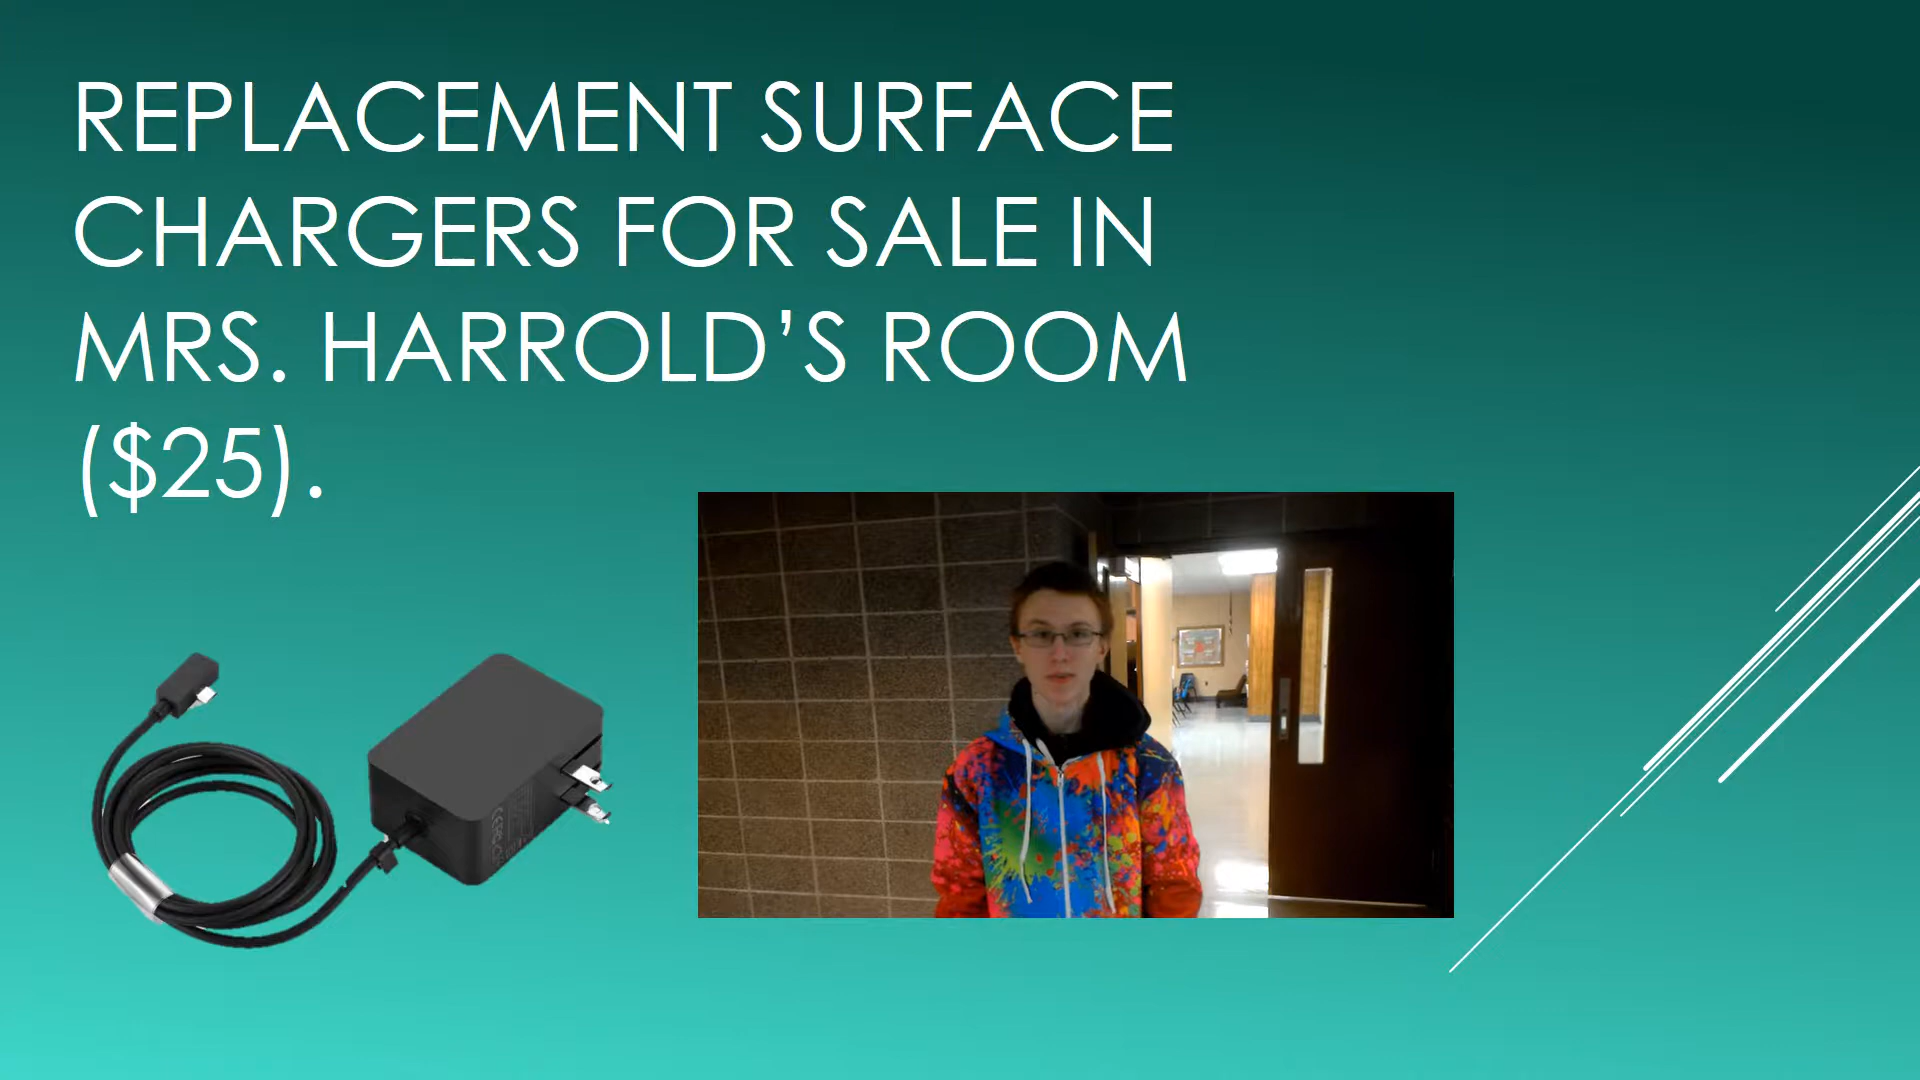 REPLACEMENT SURFACE
CHARGERS FOR SALE IN
MRS. HARROLD’S ROOM
($25).